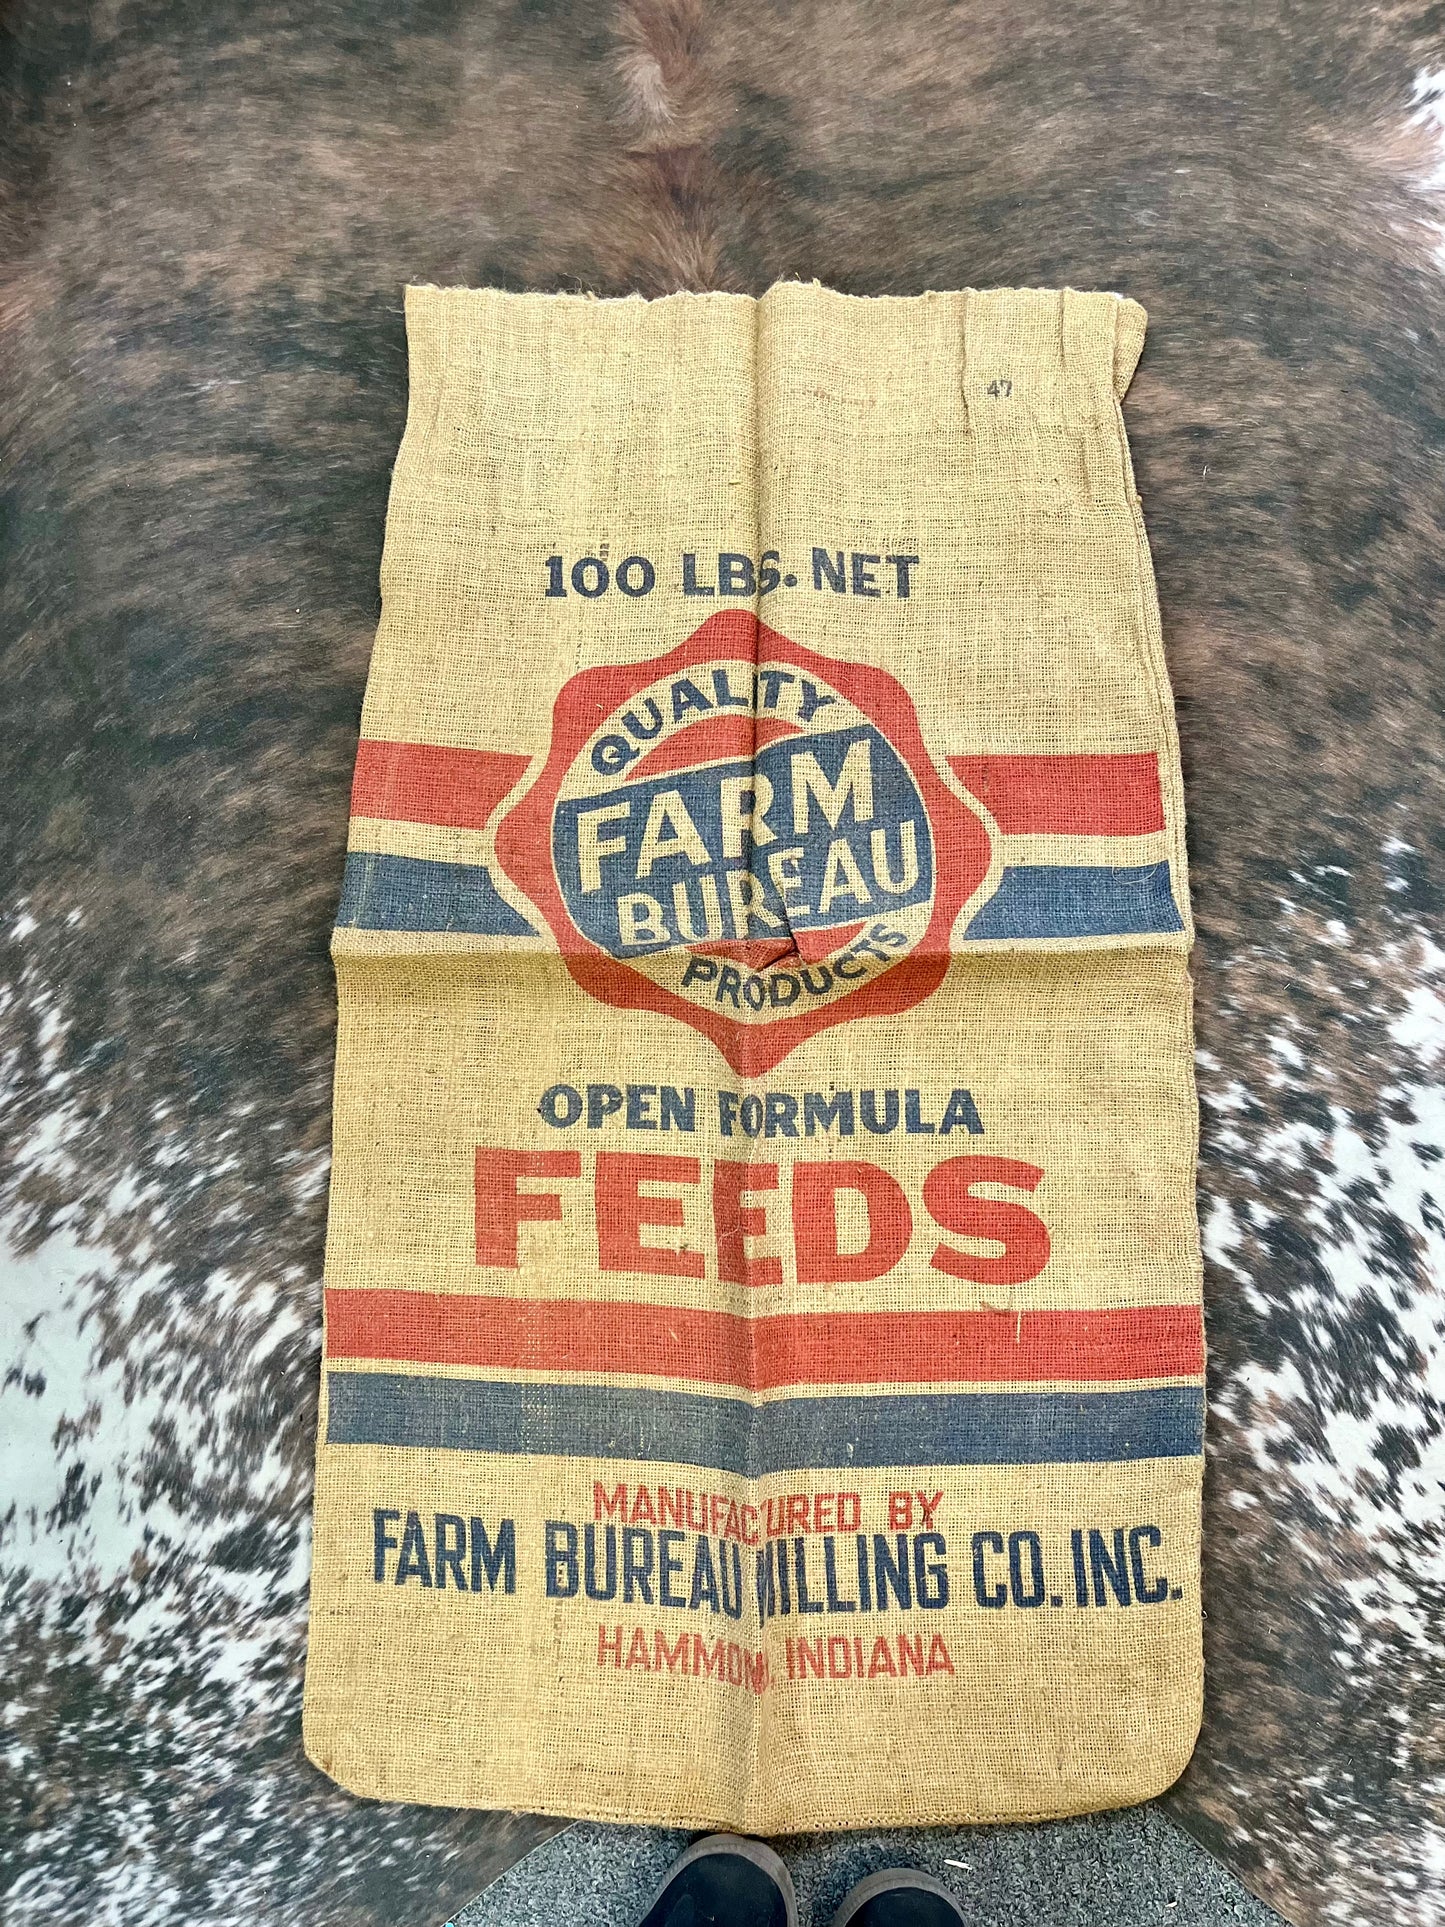 47
100 LBS. NET
QUALITY
FARM
BUREAU
PRODUCTS
OPEN FORMULA
FEEDS
MANUFACTURED BY
FARM BUREAU MILLING CO. INC.
HAMMOND, INDIANA